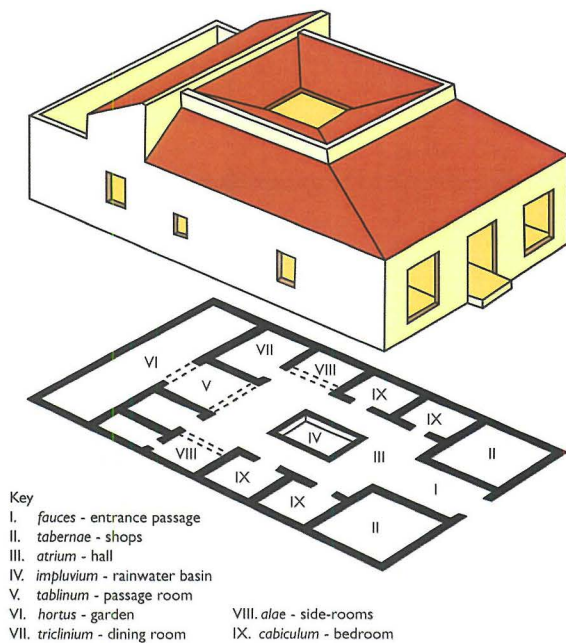 VI
VII
VIII
V
IX
IX
IV
III
II
VIII
IX
IX
I
II
Key
I. fauces - entrance passage
II. tabernae - shops
III. atrium - hall
IV. impluvium - rainwater basin
V. tablinum - passage room
VI. hortus - garden
VII. triclinium - dining room
VIII. alae - side-rooms
IX. cabiculum - bedroom